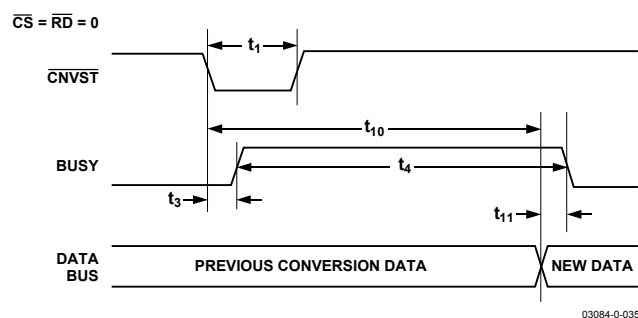 CS = RD = 0
t1
CNVST
t10
BUSY
t4
t3
t11
DATA
BUS
PREVIOUS CONVERSION DATA
NEW DATA
03084-0-035